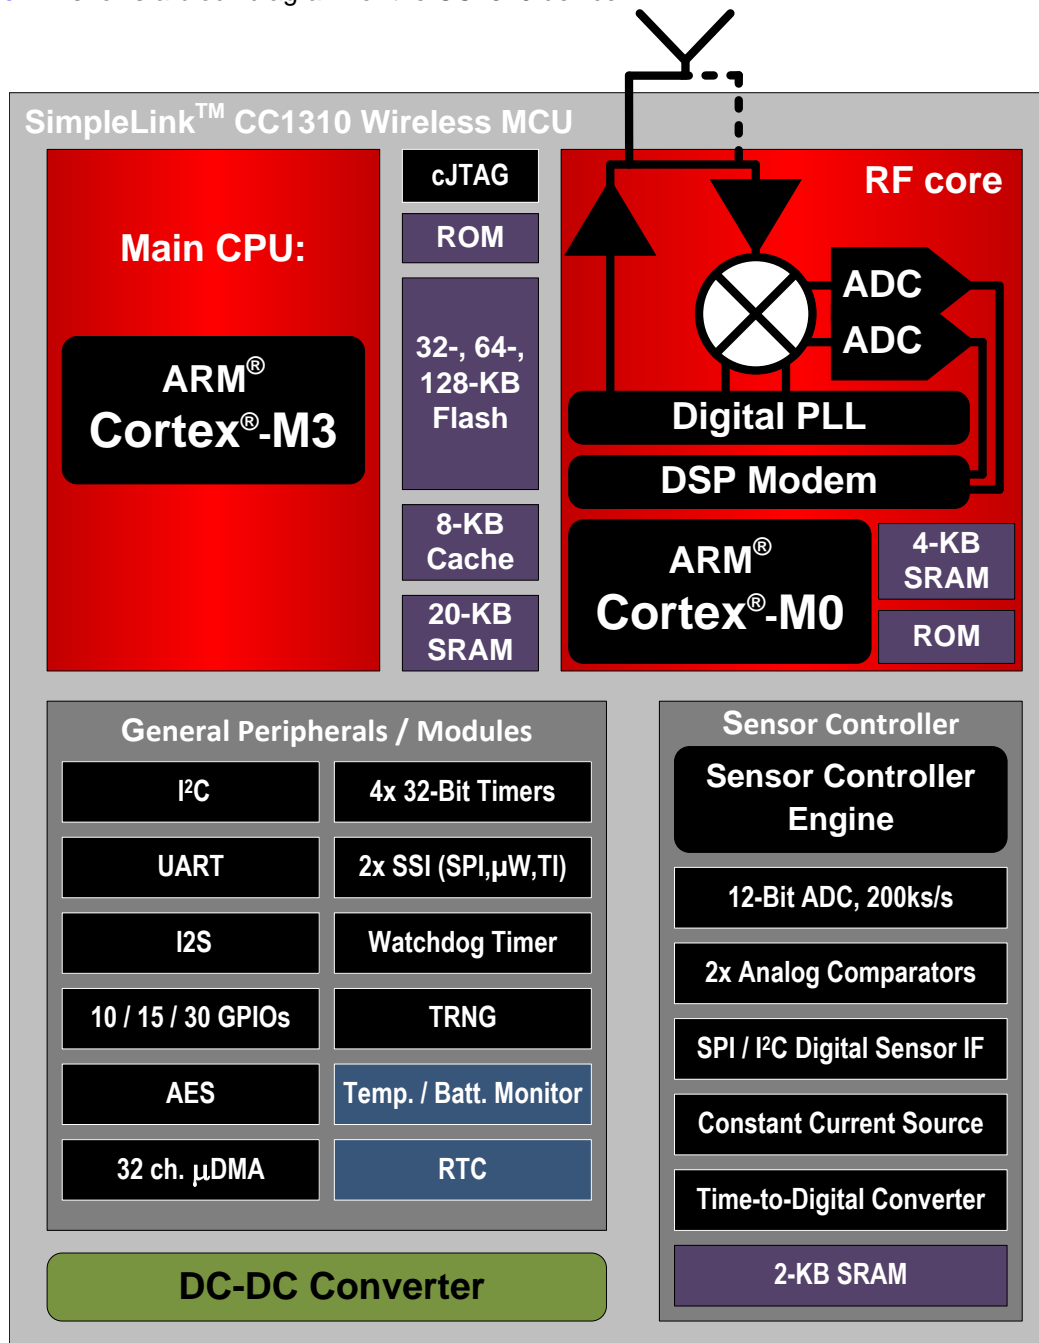 SimpleLink™ CC1310 Wireless MCU
Main CPU:
ARM®
Cortex®-M3
cJTAG
ROM
32-, 64-,
128-KB
Flash
8-KB
Cache
20-KB
SRAM
RF core
ADC
ADC
Digital PLL
DSP Modem
ARM®
Cortex®-M0
4-KB
SRAM
ROM
General Peripherals / Modules
I²C
4x 32-Bit Timers
UART
2x SSI (SPI,µW,TI)
I2S
Watchdog Timer
10 / 15 / 30 GPIOs
TRNG
AES
Temp. / Batt. Monitor
32 ch. µDMA
RTC
Sensor Controller
Sensor Controller
Engine
12-Bit ADC, 200ks/s
2x Analog Comparators
SPI / I²C Digital Sensor IF
Constant Current Source
Time-to-Digital Converter
2-KB SRAM
DC-DC Converter